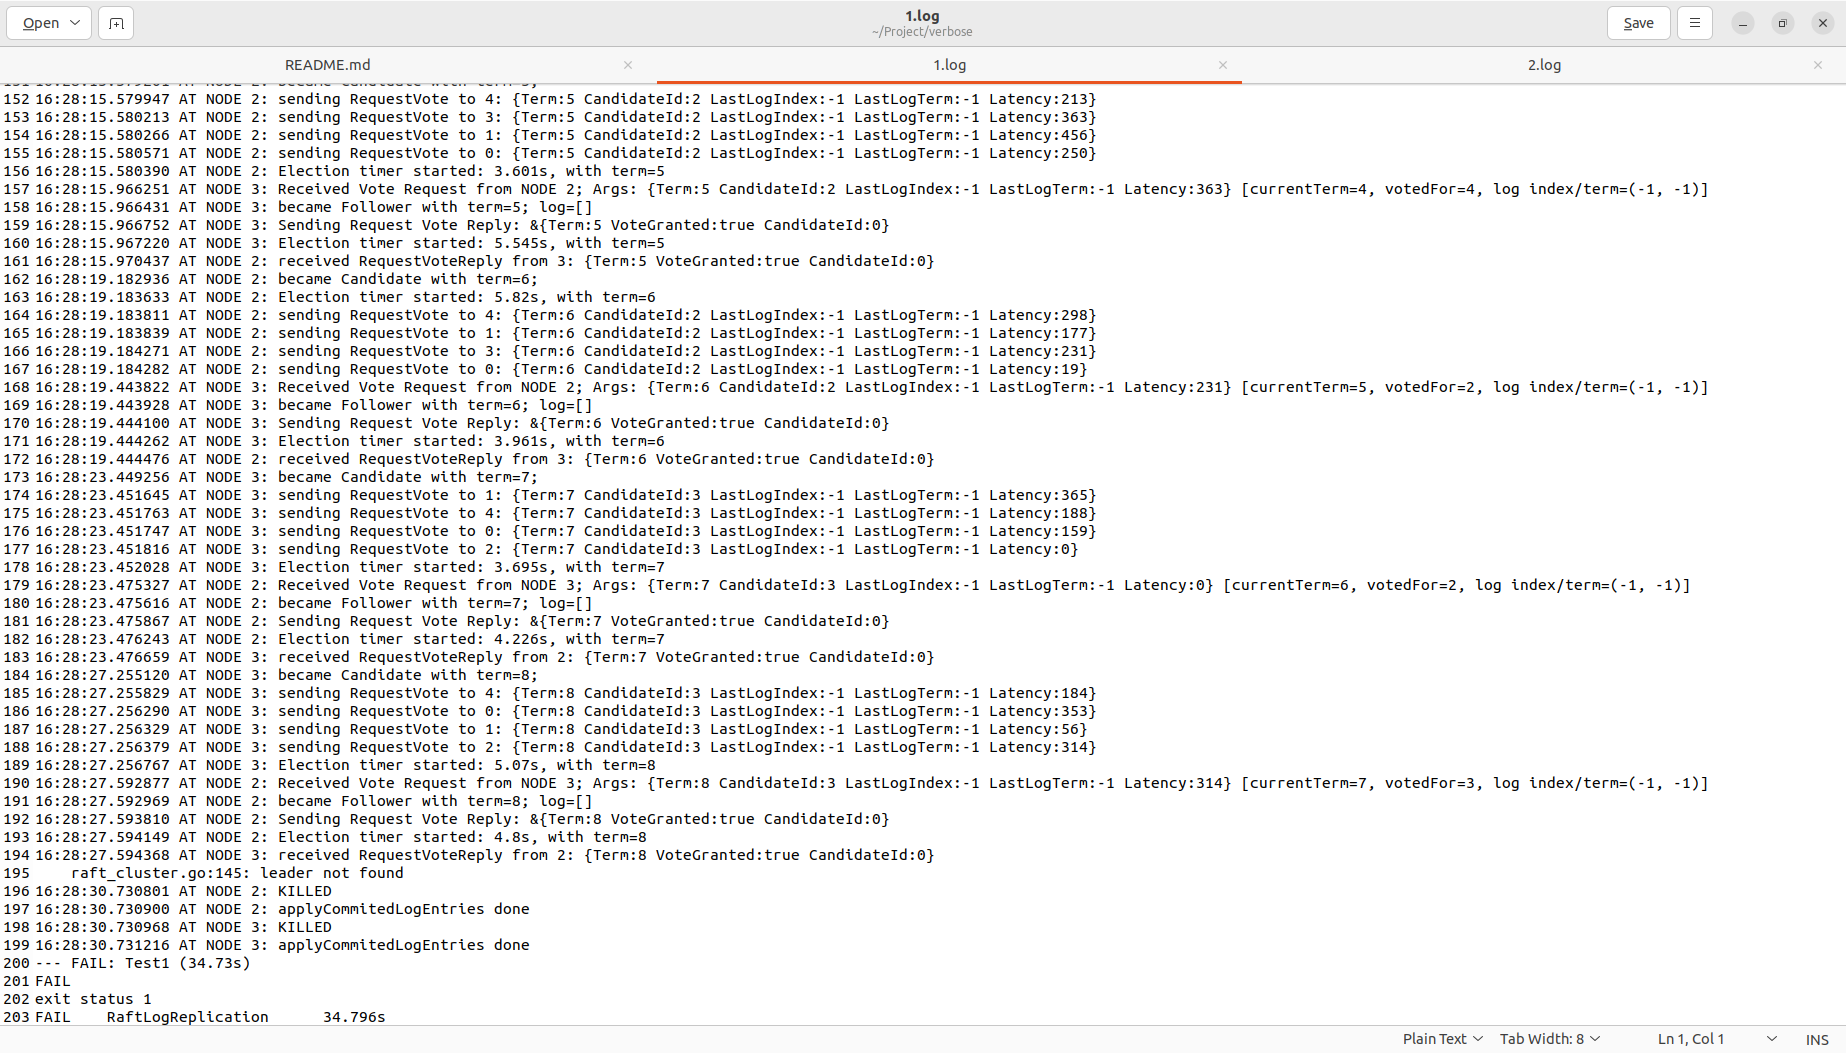 Open
1.log
~/Project/verbose
Save
README.md
1.log
2.log
152 16:28:15.579947 AT NODE 2: sending RequestVote to 4: {Term:5 CandidateId:2 LastLogIndex:-1 LastLogTerm:-1 Latency:213}
153 16:28:15.580213 AT NODE 2: sending RequestVote to 3: {Term:5 CandidateId:2 LastLogIndex:-1 LastLogTerm:-1 Latency:363}
154 16:28:15.580266 AT NODE 2: sending RequestVote to 1: {Term:5 CandidateId:2 LastLogIndex:-1 LastLogTerm:-1 Latency:456}
155 16:28:15.580571 AT NODE 2: sending RequestVote to 0: {Term:5 CandidateId:2 LastLogIndex:-1 LastLogTerm:-1 Latency:250}
156 16:28:15.580390 AT NODE 2: Election timer started: 3.601s, with term=5
157 16:28:15.966251 AT NODE 3: Received Vote Request from NODE 2; Args: {Term:5 CandidateId:2 LastLogIndex:-1 LastLogTerm:-1 Latency:363} [currentTerm=4, votedFor=4, log index/term=(-1, -1)]
158 16:28:15.966431 AT NODE 3: became Follower with term=5; log=[]
159 16:28:15.966752 AT NODE 3: Sending Request Vote Reply: &{Term:5 VoteGranted:true CandidateId:0}
160 16:28:15.967220 AT NODE 3: Election timer started: 5.545s, with term=5
161 16:28:15.970437 AT NODE 2: received RequestVoteReply from 3: {Term:5 VoteGranted:true CandidateId:0}
162 16:28:19.182936 AT NODE 2: became Candidate with term=6;
163 16:28:19.183633 AT NODE 2: Election timer started: 5.82s, with term=6
164 16:28:19.183811 AT NODE 2: sending RequestVote to 4: {Term:6 CandidateId:2 LastLogIndex:-1 LastLogTerm:-1 Latency:298}
165 16:28:19.183839 AT NODE 2: sending RequestVote to 1: {Term:6 CandidateId:2 LastLogIndex:-1 LastLogTerm:-1 Latency:177}
166 16:28:19.184271 AT NODE 2: sending RequestVote to 3: {Term:6 CandidateId:2 LastLogIndex:-1 LastLogTerm:-1 Latency:231}
167 16:28:19.184282 AT NODE 2: sending RequestVote to 0: {Term:6 CandidateId:2 LastLogIndex:-1 LastLogTerm:-1 Latency:19}
168 16:28:19.443822 AT NODE 3: Received Vote Request from NODE 2; Args: {Term:6 CandidateId:2 LastLogIndex:-1 LastLogTerm:-1 Latency:231} [currentTerm=5, votedFor=2, log index/term=(-1, -1)]
169 16:28:19.443928 AT NODE 3: became Follower with term=6; log=[]
170 16:28:19.444100 AT NODE 3: Sending Request Vote Reply: &{Term:6 VoteGranted:true CandidateId:0}
171 16:28:19.444262 AT NODE 3: Election timer started: 3.961s, with term=6
172 16:28:19.444476 AT NODE 2: received RequestVoteReply from 3: {Term:6 VoteGranted:true CandidateId:0}
173 16:28:23.449256 AT NODE 3: became Candidate with term=7;
174 16:28:23.451645 AT NODE 3: sending RequestVote to 1: {Term:7 CandidateId:3 LastLogIndex:-1 LastLogTerm:-1 Latency:365}
175 16:28:23.451763 AT NODE 3: sending RequestVote to 4: {Term:7 CandidateId:3 LastLogIndex:-1 LastLogTerm:-1 Latency:188}
176 16:28:23.451747 AT NODE 3: sending RequestVote to 0: {Term:7 CandidateId:3 LastLogIndex:-1 LastLogTerm:-1 Latency:159}
177 16:28:23.451816 AT NODE 3: sending RequestVote to 2: {Term:7 CandidateId:3 LastLogIndex:-1 LastLogTerm:-1 Latency:0}
178 16:28:23.452028 AT NODE 3: Election timer started: 3.695s, with term=7
179 16:28:23.475327 AT NODE 2: Received Vote Request from NODE 3; Args: {Term:7 CandidateId:3 LastLogIndex:-1 LastLogTerm:-1 Latency:0} [currentTerm=6, votedFor=2, log index/term=(-1, -1)]
180 16:28:23.475616 AT NODE 2: became Follower with term=7; log=[]
181 16:28:23.475867 AT NODE 2: Sending Request Vote Reply: &{Term:7 VoteGranted:true CandidateId:0}
182 16:28:23.476243 AT NODE 2: Election timer started: 4.226s, with term=7
183 16:28:23.476659 AT NODE 3: received RequestVoteReply from 2: {Term:7 VoteGranted:true CandidateId:0}
184 16:28:27.255120 AT NODE 3: became Candidate with term=8;
185 16:28:27.255829 AT NODE 3: sending RequestVote to 4: {Term:8 CandidateId:3 LastLogIndex:-1 LastLogTerm:-1 Latency:184}
186 16:28:27.256290 AT NODE 3: sending RequestVote to 0: {Term:8 CandidateId:3 LastLogIndex:-1 LastLogTerm:-1 Latency:353}
187 16:28:27.256329 AT NODE 3: sending RequestVote to 1: {Term:8 CandidateId:3 LastLogIndex:-1 LastLogTerm:-1 Latency:56}
188 16:28:27.256379 AT NODE 3: sending RequestVote to 2: {Term:8 CandidateId:3 LastLogIndex:-1 LastLogTerm:-1 Latency:314}
189 16:28:27.256767 AT NODE 3: Election timer started: 5.07s, with term=8
190 16:28:27.592877 AT NODE 2: Received Vote Request from NODE 3; Args: {Term:8 CandidateId:3 LastLogIndex:-1 LastLogTerm:-1 Latency:314} [currentTerm=7, votedFor=3, log index/term=(-1, -1)]
191 16:28:27.592969 AT NODE 2: became Follower with term=8; log=[]
192 16:28:27.593810 AT NODE 2: Sending Request Vote Reply: &{Term:8 VoteGranted:true CandidateId:0}
193 16:28:27.594149 AT NODE 2: Election timer started: 4.8s, with term=8
194 16:28:27.594368 AT NODE 3: received RequestVoteReply from 2: {Term:8 VoteGranted:true CandidateId:0}
195 raft_cluster.go:145: leader not found
196 16:28:30.730801 AT NODE 2: KILLED
197 16:28:30.730900 AT NODE 2: applyCommitedLogEntries done
198 16:28:30.730968 AT NODE 3: KILLED
199 16:28:30.731216 AT NODE 3: applyCommitedLogEntries done
200 --- FAIL: Test1 (34.73s)
201 FAIL
202 exit status 1
203 FAIL RaftLogReplication 34.796s
Plain Text Tab Width: 8 Ln 1, Col 1 INS